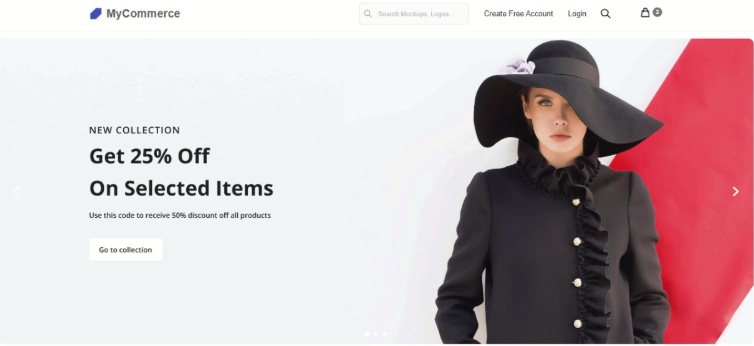 MyCommerce
Search Mockups, Logos...
Create Free Account
Login
2
NEW COLLECTION
Get 25% Off
On Selected Items
Use this code to receive 50% discount off all products
Go to collection